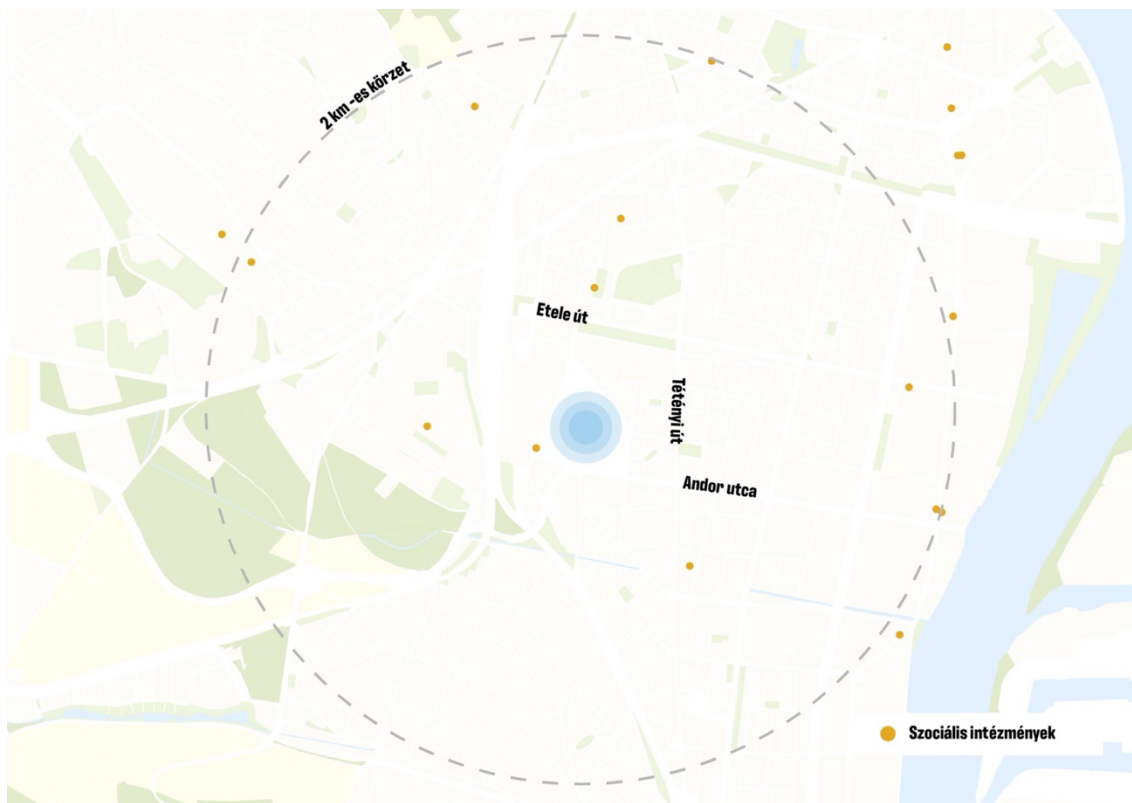 2 km -es körzet
Etele út
Tétényi út
Andor utca
Szociális intézmények